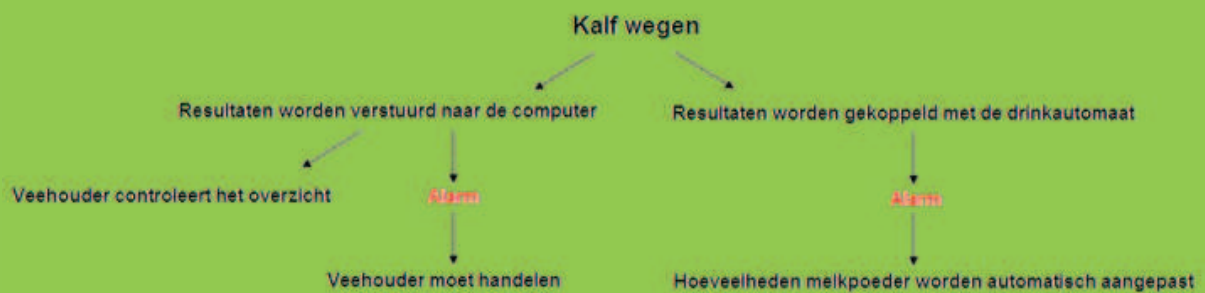 Kalf wegen
Resultaten worden verstuurd naar de computer
Resultaten worden gekoppeld met de drinkautomaat
Veehouder controleert het overzicht
Alarm
Alarm
Veehouder moet handelen
Hoeveelheden melkpoeder worden automatisch aangepast